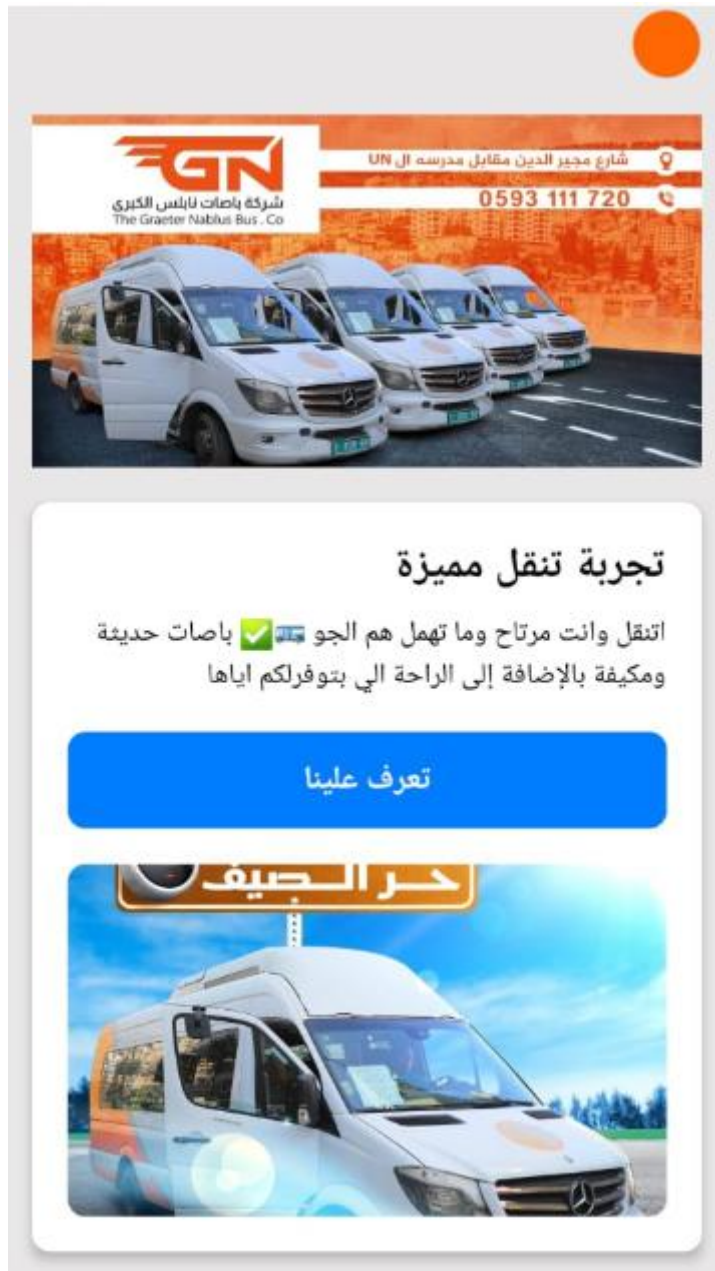 GN
شركة باصات نابلس الكبرى
The Graeter Nablus Bus . Co
شارع مجير الدين مقابل مدرسه ال UN
0593 111 720
تجربة تنقل مميزة
اتنقل وانت مرتاح وما تهمل هم الجو 🚌✅ باصات حديثة
ومكيفة بالإضافة إلى الراحة الي بتوفرلكم اياها
تعرف علينا
حر الصيف